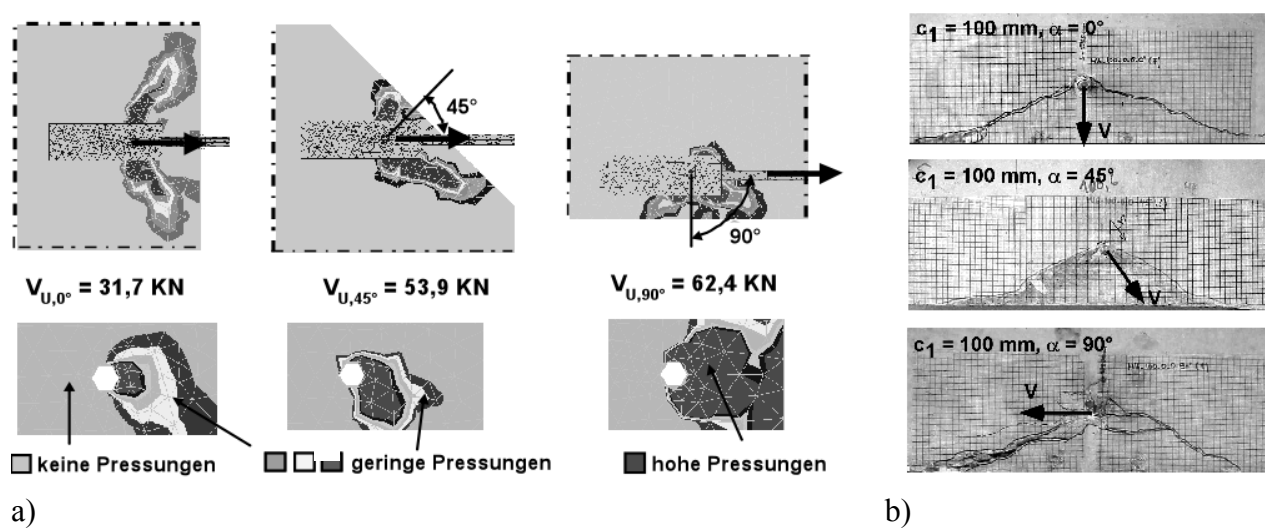 45°
90°
V_U,0° = 31,7 KN
V_U,45° = 53,9 KN
V_U,90° = 62,4 KN
keine Pressungen
geringe Pressungen
hohe Pressungen
a)
c₁ = 100 mm, α = 0°
V
c₁ = 100 mm, α = 45°
V
c₁ = 100 mm, α = 90°
V
b)